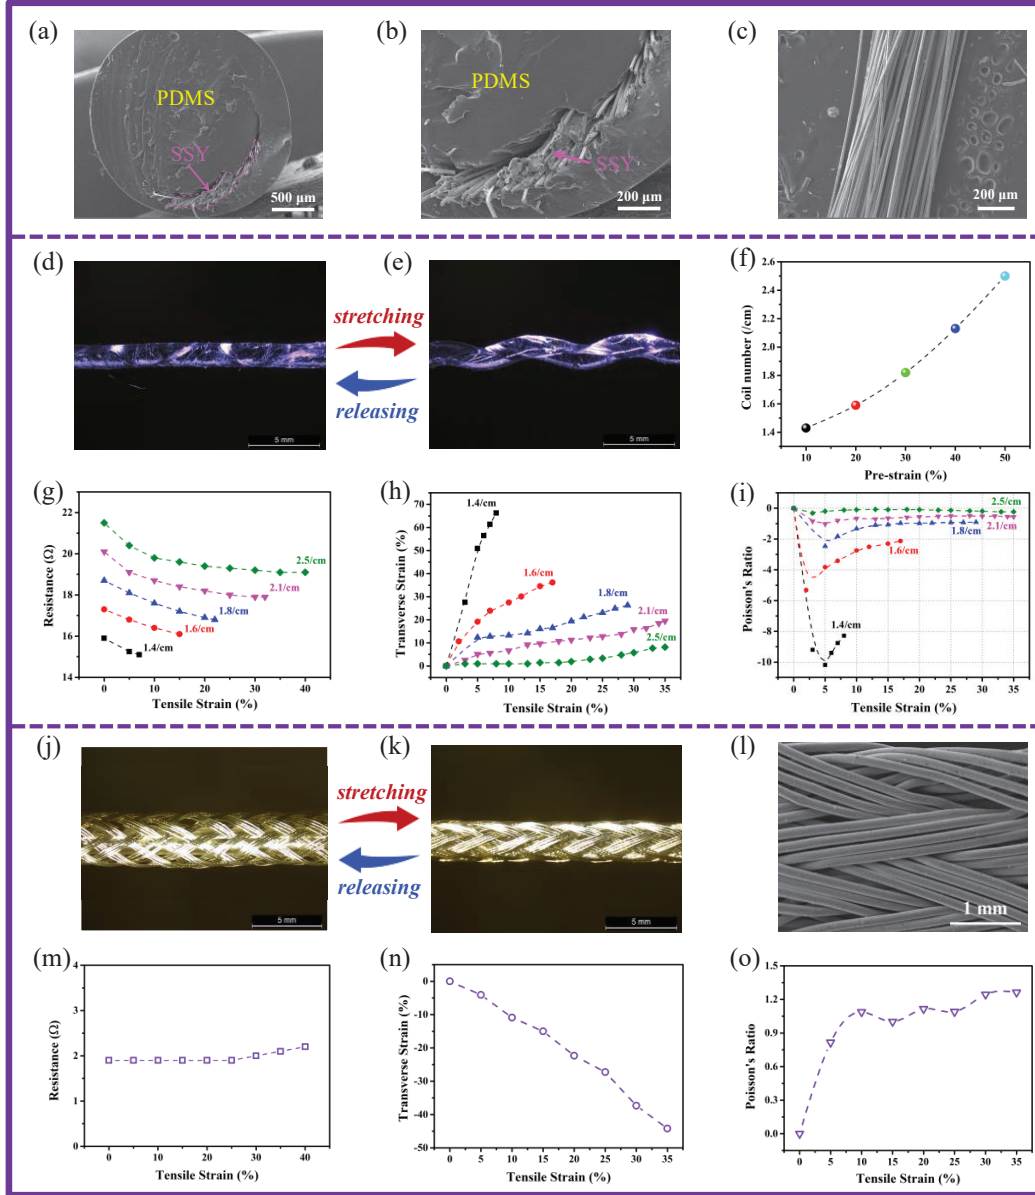 (a)
(b)
(c)
PDMS
SSY
500 μm
PDMS
SSY
200 μm
200 μm
(d)
(e)
(f)
stretching
releasing
5 mm
5 mm
2.6
2.4
2.2
2.0
1.8
1.6
1.4
Coil number (/cm)
10 20 30 40 50
Pre-strain (%)
(g)
(h)
(i)
22
20
18
16
14
Resistance (Ω)
2.5/cm
2.1/cm
1.8/cm
1.6/cm
1.4/cm
0 10 20 30 40
Tensile Strain (%)
70
60
50
40
30
20
10
0
Transverse Strain (%)
1.4/cm
1.6/cm
1.8/cm
2.1/cm
2.5/cm
0 5 10 15 20 25 30 35
Tensile Strain (%)
0
-2
-4
-6
-8
-10
Poisson's Ratio
2.5/cm
2.1/cm
1.8/cm
1.6/cm
1.4/cm
0 5 10 15 20 25 30 35
Tensile Strain (%)
(j)
(k)
(l)
stretching
releasing
5 mm
5 mm
1 mm
(m)
(n)
(o)
4
3
2
1
0
Resistance (Ω)
0 10 20 30 40
Tensile Strain (%)
0
-10
-20
-30
-40
-50
Transverse Strain (%)
0 5 10 15 20 25 30 35
Tensile Strain (%)
1.5
1.2
0.9
0.6
0.3
0.0
Poisson's Ratio
0 5 10 15 20 25 30 35
Tensile Strain (%)